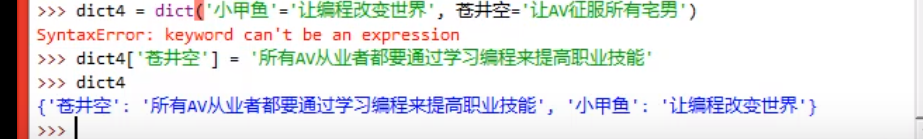 >>> dict4 = dict('小甲鱼'='让编程改变世界', 苍井空='让AV征服所有宅男')
SyntaxError: keyword can't be an expression
>>> dict4['苍井空'] = '所有AV从业者都要通过学习编程来提高职业技能'
>>> dict4
{'苍井空': '所有AV从业者都要通过学习编程来提高职业技能', '小甲鱼': '让编程改变世界'}
>>>